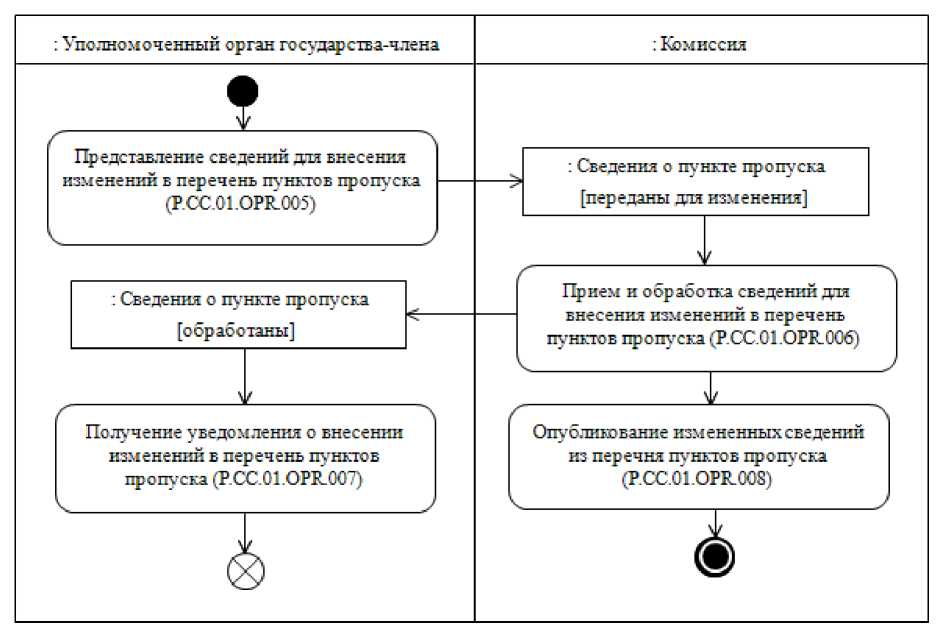 : Уполномоченный орган государства-члена
: Комиссия
Представление сведений для внесения
изменений в перечень пунктов пропуска
(P.CC.01.OPR.005)
: Сведения о пункте пропуска
[переданы для изменения]
Прием и обработка сведений для
внесения изменений в перечень
пунктов пропуска (P.CC.01.OPR.006)
: Сведения о пункте пропуска
[обработаны]
Получение уведомления о внесении
изменений в перечень пунктов
пропуска (P.CC.01.OPR.007)
Опубликование измененных сведений
из перечня пунктов пропуска
(P.CC.01.OPR.008)